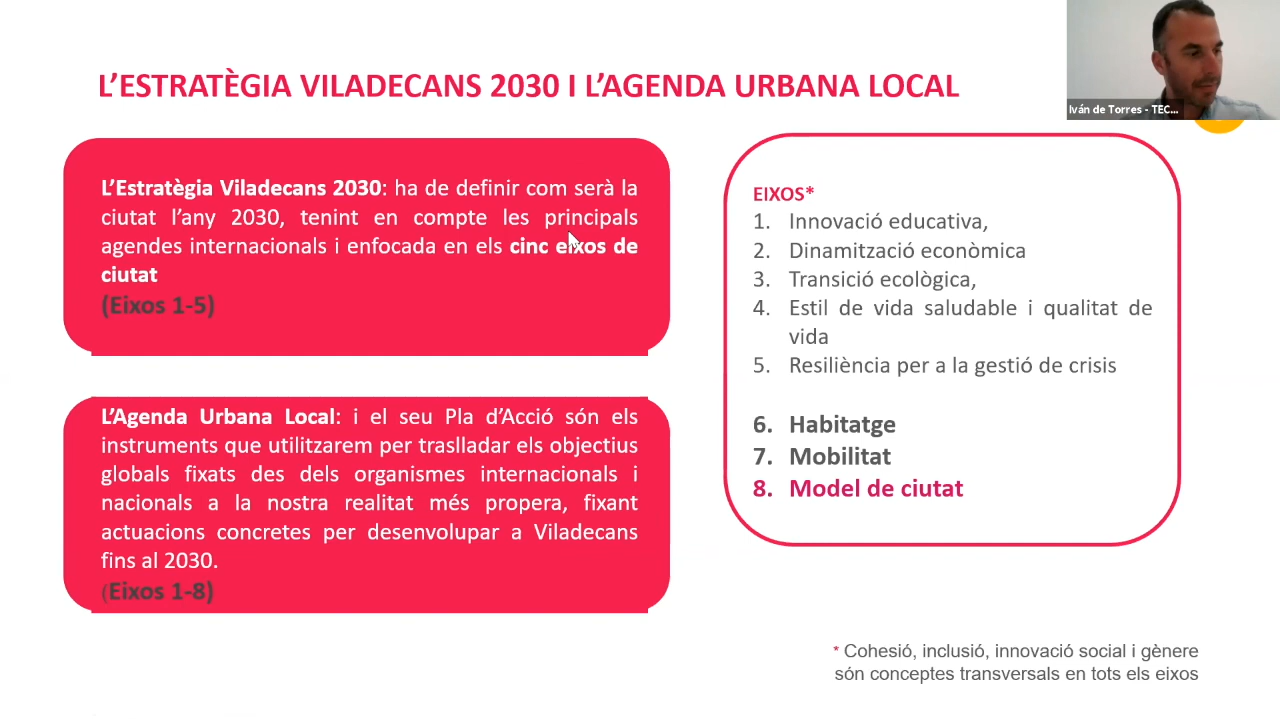 L'ESTRATÈGIA VILADECANS 2030 I L'AGENDA URBANA LOCAL
Iván de Torres - TEC...
L'Estratègia Viladecans 2030: ha de definir com serà la
ciutat l'any 2030, tenint en compte les principals
agendes internacionals i enfocada en els cinc eixos de
ciutat
(Eixos 1-5)
L'Agenda Urbana Local: i el seu Pla d'Acció són els
instruments que utilitzarem per traslladar els objectius
globals fixats des dels organismes internacionals i
nacionals a la nostra realitat més propera, fixant
actuacions concretes per desenvolupar a Viladecans
fins al 2030.
(Eixos 1-8)
EIXOS*
1. Innovació educativa,
2. Dinamització econòmica
3. Transició ecològica,
4. Estil de vida saludable i qualitat de
vida
5. Resiliència per a la gestió de crisis
6. Habitatge
7. Mobilitat
8. Model de ciutat
* Cohesió, inclusió, innovació social i gènere
són conceptes transversals en tots els eixos